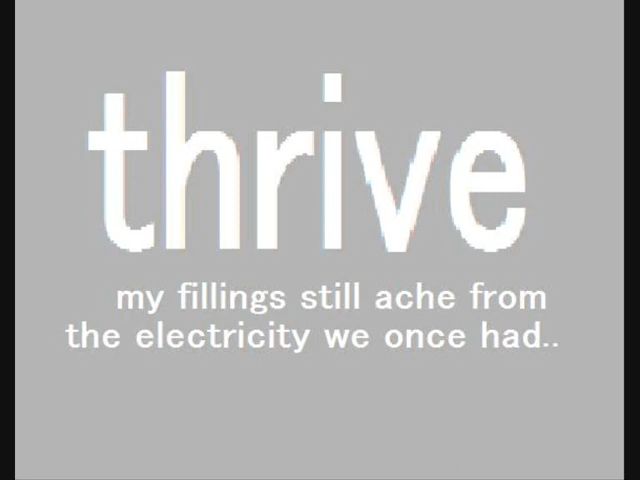 thrive
my fillings still ache from
the electricity we once had..